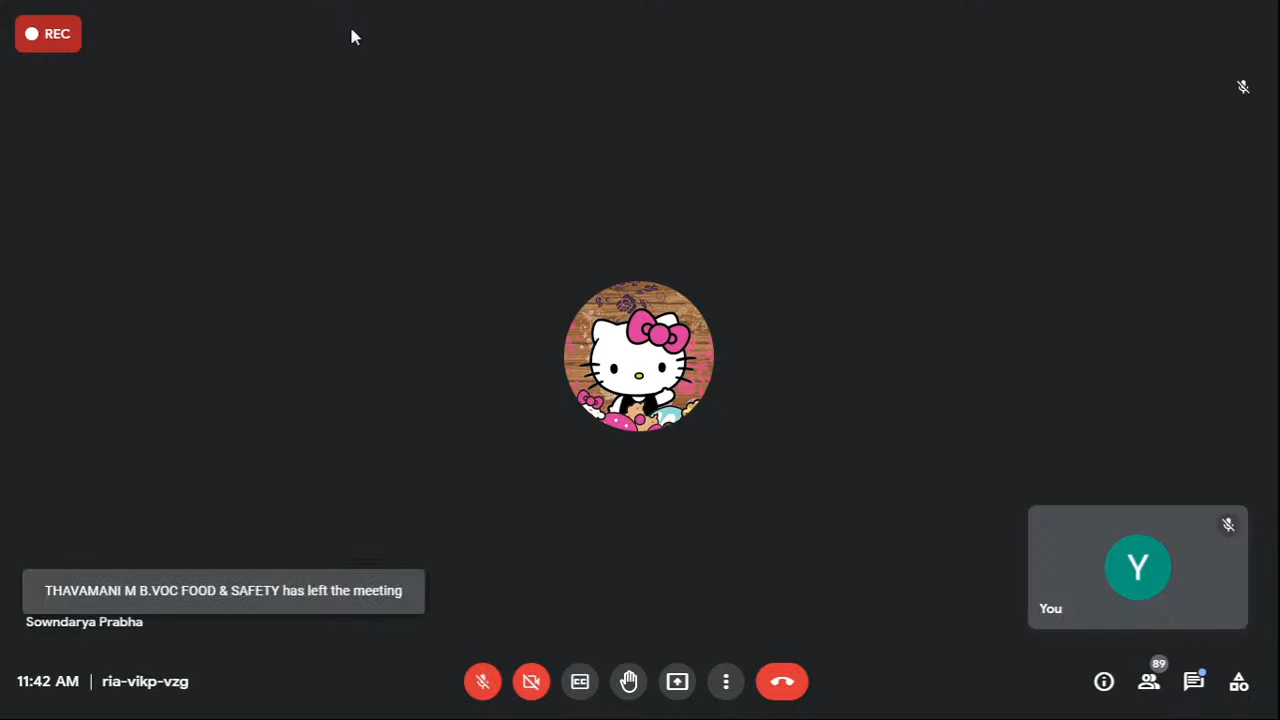 REC
THAVAMANI M B.VOC FOOD & SAFETY has left the meeting
Sowndarya Prabha
Y
You
11:42 AM | ria-vikp-vzg
CC
89